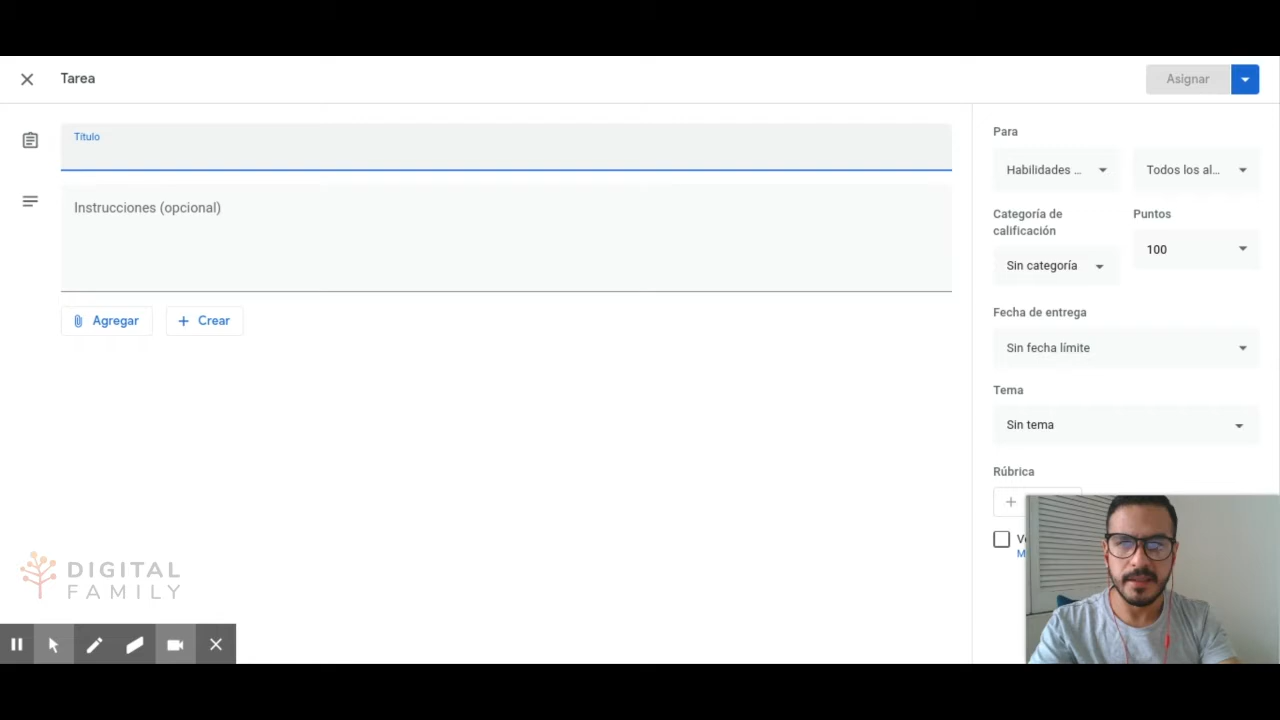 Tarea
Asignar
Título
Instrucciones (opcional)
Agregar
Crear
Para
Habilidades ...
Todos los al...
Categoría de
calificación
Puntos
Sin categoría
100
Fecha de entrega
Sin fecha límite
Tema
Sin tema
Rúbrica
DIGITAL
FAMILY